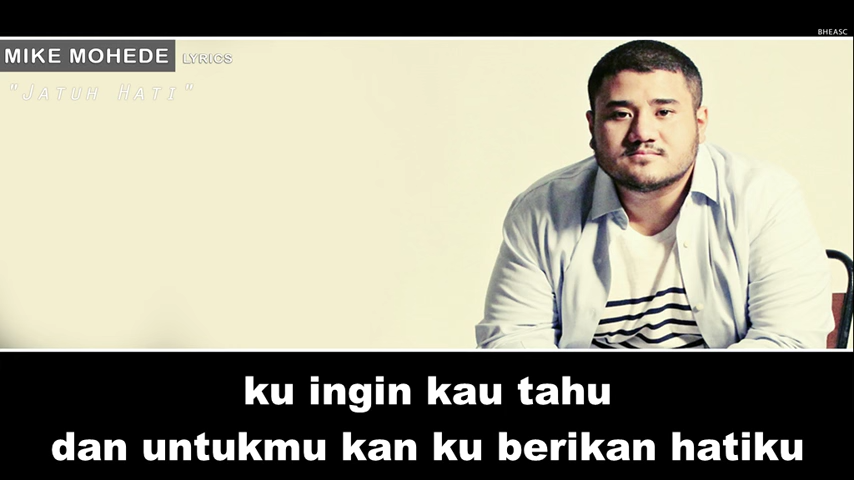 BHEASC
MIKE MOHEDE LYRICS
"JATUH HATI"
ku ingin kau tahu
dan untukmu kan ku berikan hatiku